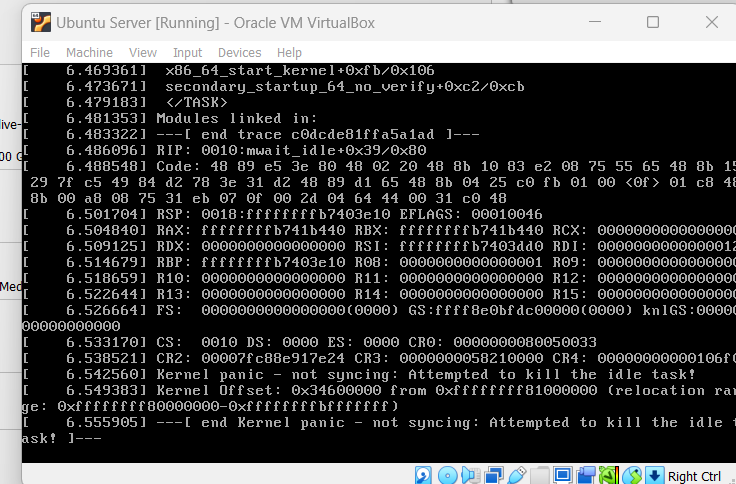 Ubuntu Server [Running] - Oracle VM VirtualBox
File Machine View Input Devices Help
[    6.469361]  x86_64_start_kernel+0xfb/0x106
[    6.473671]  secondary_startup_64_no_verify+0xc2/0xcb
[    6.479183]  </TASK>
[    6.481353] Modules linked in:
[    6.483322] ---[ end trace c0dcde81ffa5a1ad ]---
[    6.486096] RIP: 0010:mwait_idle+0x39/0x80
[    6.488548] Code: 48 89 e5 3e 80 48 02 20 48 8b 10 83 e2 08 75 55 65 48 8b 15
29 7f c5 49 84 d2 78 3e 31 d2 48 89 d1 65 48 8b 04 25 c0 fb 01 00 <0f> 01 c8 48
8b 00 a8 08 75 31 eb 07 0f 00 2d 04 64 44 00 31 c0 48
[    6.501704] RSP: 0018:ffffffffb7403e10 EFLAGS: 00010046
[    6.504840] RAX: ffffffffb741b440 RBX: ffffffffb741b440 RCX: 0000000000000000
[    6.509125] RDX: 0000000000000000 RSI: ffffffffb7403dd0 RDI: 0000000000000012
[    6.514679] RBP: ffffffffb7403e10 R08: 0000000000000001 R09: 0000000000000000
[    6.518659] R10: 0000000000000000 R11: 0000000000000000 R12: 0000000000000000
[    6.522644] R13: 0000000000000000 R14: 0000000000000000 R15: 0000000000000000
[    6.526664] FS:  0000000000000000(0000) GS:ffff8e0bfdc00000(0000) knlGS:00000
00000000000
[    6.533170] CS:  0010 DS: 0000 ES: 0000 CR0: 0000000080050033
[    6.538521] CR2: 00007fc88e917e24 CR3: 0000000058210000 CR4: 00000000000106f0
[    6.542560] Kernel panic - not syncing: Attempted to kill the idle task!
[    6.549383] Kernel Offset: 0x34600000 from 0xffffffff81000000 (relocation ran
ge: 0xffffffff80000000-0xffffffffbfffffff)
[    6.555905] ---[ end Kernel panic - not syncing: Attempted to kill the idle t
ask! ]---
live-
00 G
Med
Right Ctrl